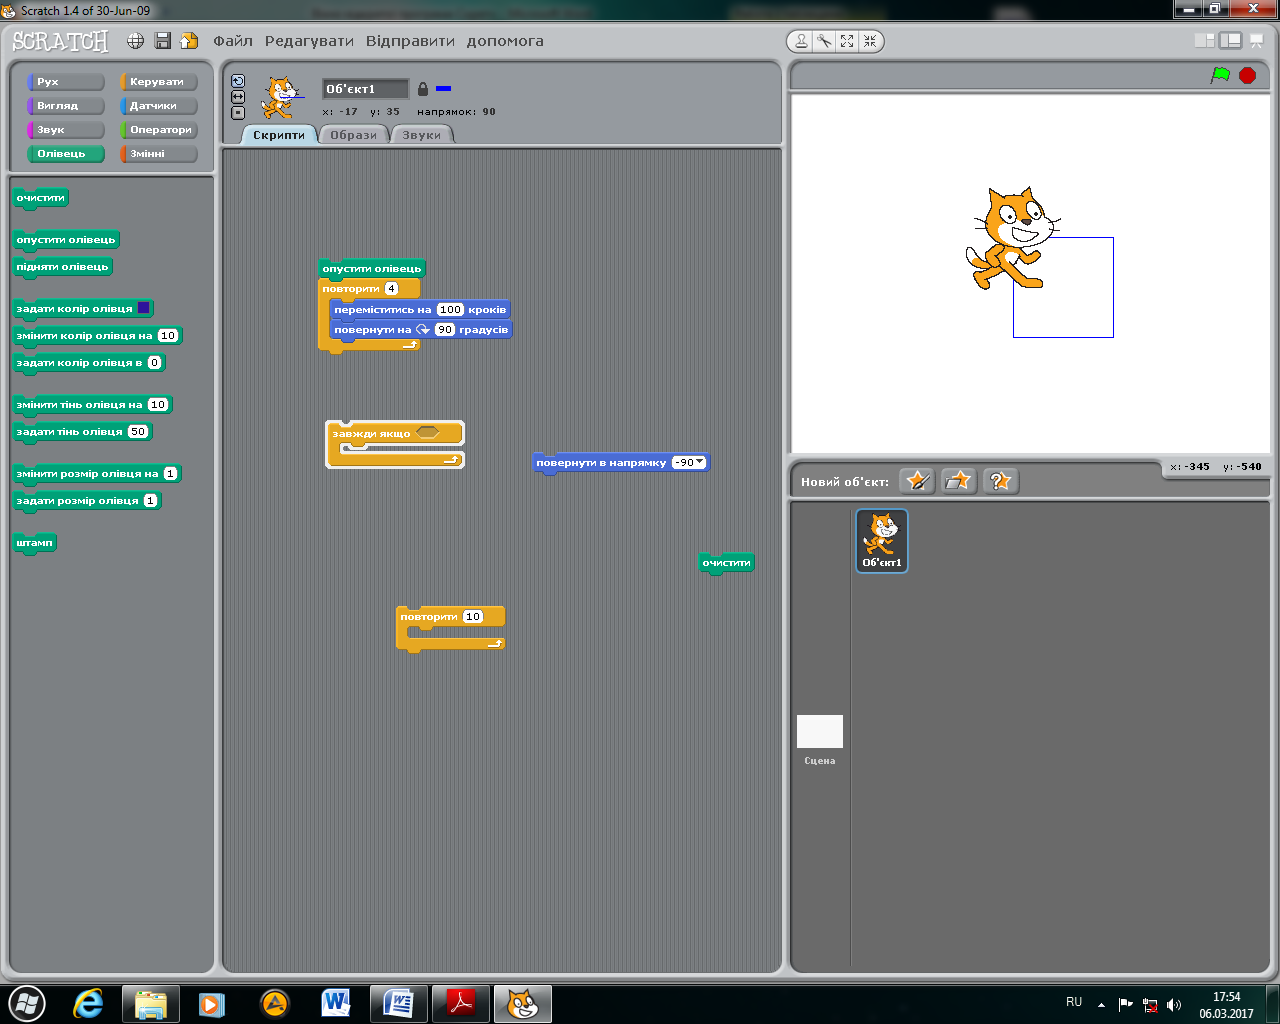 Scratch 1.4 of 30-Jun-09
SCRATCH
Файл Редагувати Відправити допомога
Рух Керувати
Вигляд Датчики
Звук Оператори
Олівець Змінні
очистити
опустити олівець
підняти олівець
задати колір олівця
змінити колір олівця на 10
задати колір олівця в 0
змінити тінь олівця на 10
задати тінь олівця 50
змінити розмір олівця на 1
задати розмір олівця 1
штамп
Об'єкт1
x: -17 y: 35 напрямок: 90
Скрипти Образи Звуки
опустити олівець
повторити 4
переміститись на 100 кроків
повернути на 90 градусів
завжди якщо
повернути в напрямку -90
очистити
повторити 10
x: -345 y: -540
Новий об'єкт:
Об'єкт1
Сцена
RU
17:54
06.03.2017